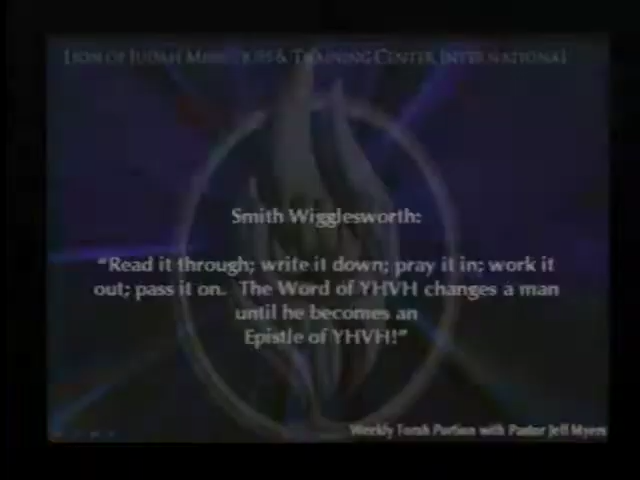 LION OF JUDAH MINISTRIES & TRAINING CENTER INTERNATIONAL
Smith Wigglesworth:
“Read it through; write it down; pray it in; work it
out; pass it on. The Word of YHVH changes a man
until he becomes an
Epistle of YHVH!”
Weekly Torah Portion with Pastor Jeff Myers